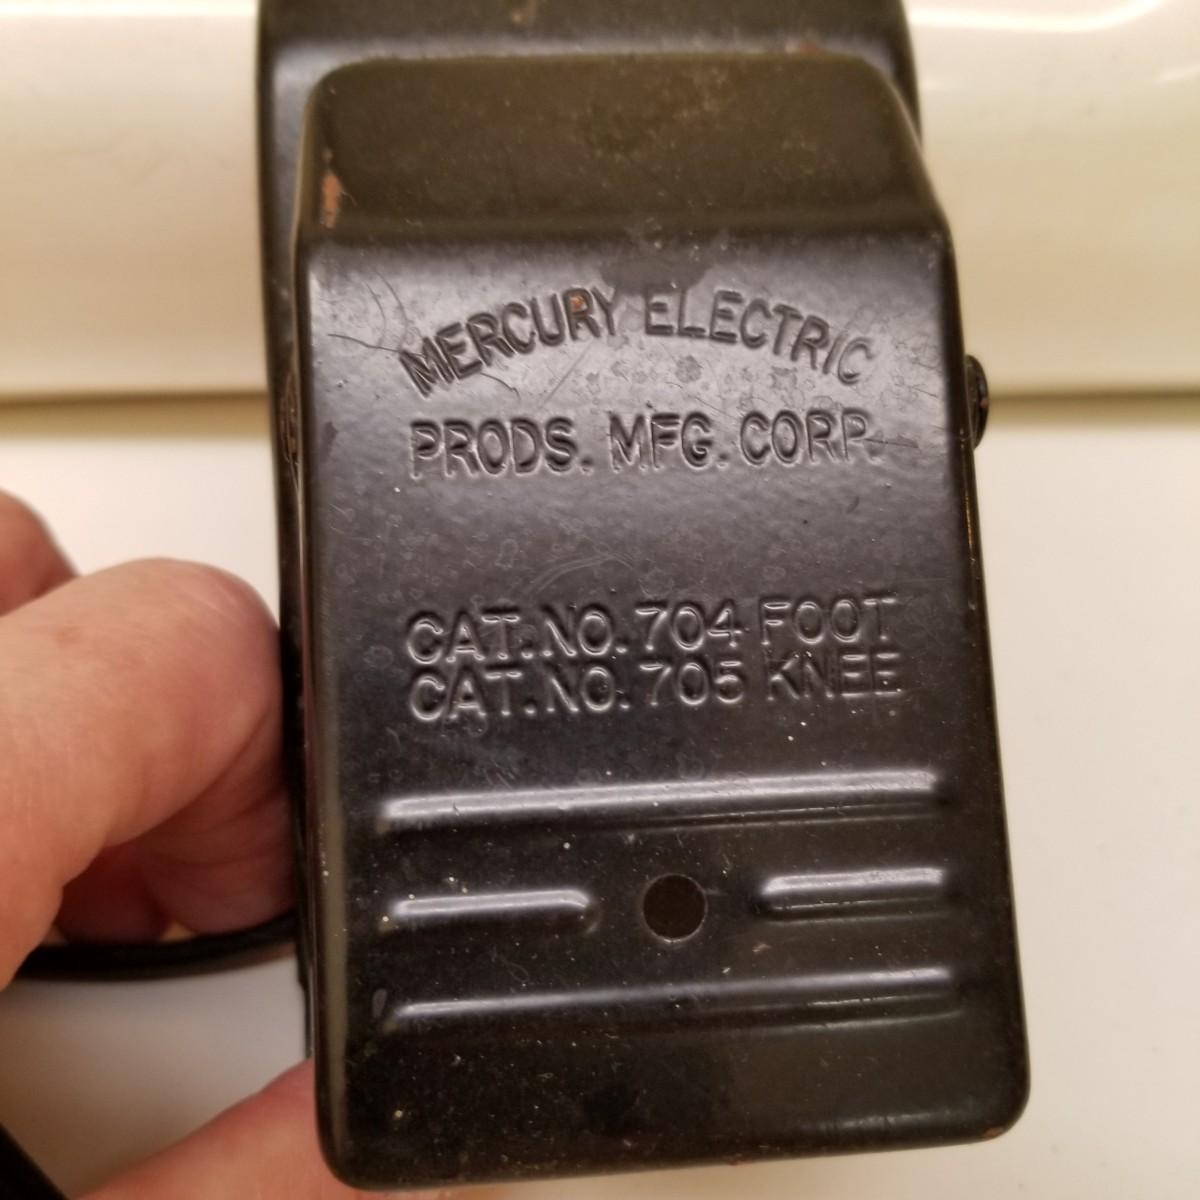 MERCURY ELECTRIC
PRODS. MFG. CORP.
CAT. NO. 704 FOOT
CAT. NO. 705 KNEE